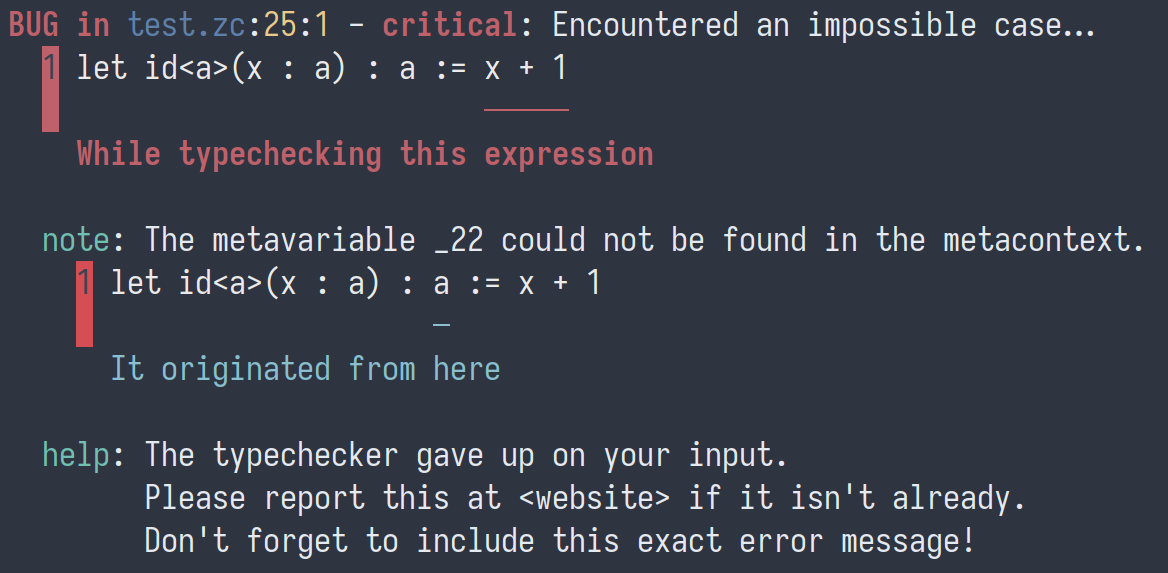 BUG in test.zc:25:1 - critical: Encountered an impossible case…
1 let id<a>(x : a) : a := x + 1
While typechecking this expression
note: The metavariable _22 could not be found in the metacontext.
1 let id<a>(x : a) : a := x + 1
It originated from here
help: The typechecker gave up on your input.
Please report this at <website> if it isn't already.
Don't forget to include this exact error message!